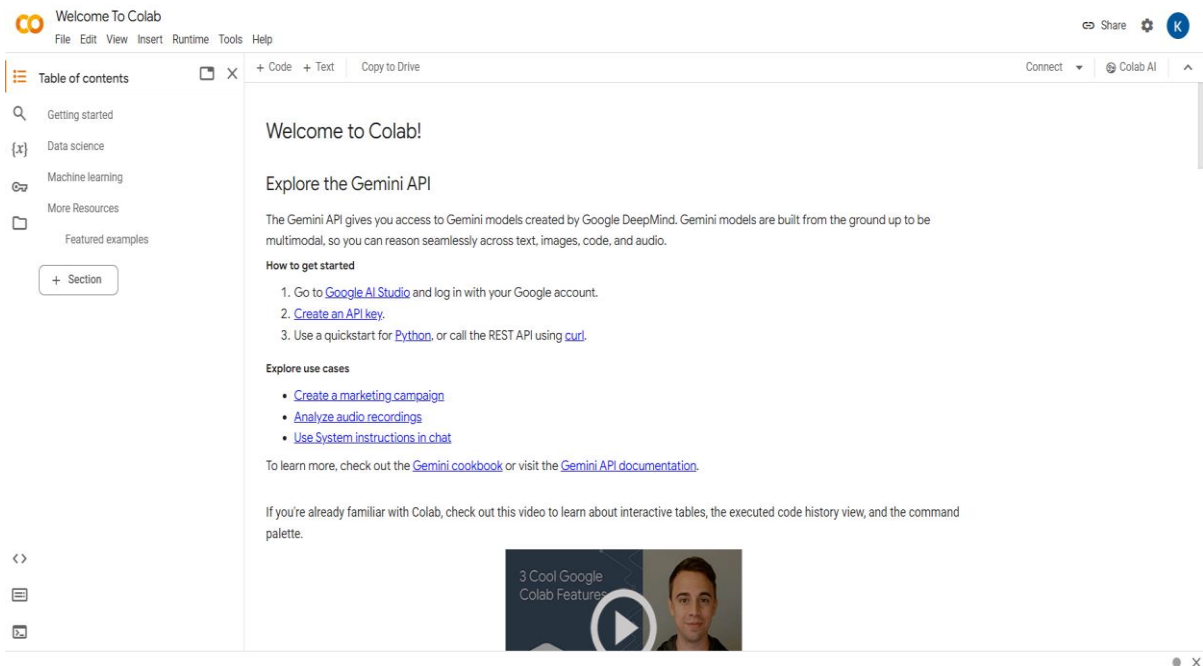 Welcome To Colab
File Edit View Insert Runtime Tools Help
Share
K
Table of contents
+ Code + Text Copy to Drive
Connect
Colab AI
Getting started
Data science
Machine learning
More Resources
Featured examples
+ Section
{x}
Welcome to Colab!
Explore the Gemini API
The Gemini API gives you access to Gemini models created by Google DeepMind. Gemini models are built from the ground up to be
multimodal, so you can reason seamlessly across text, images, code, and audio.
How to get started
1. Go to Google AI Studio and log in with your Google account.
2. Create an API key.
3. Use a quickstart for Python, or call the REST API using curl.
Explore use cases
• Create a marketing campaign
• Analyze audio recordings
• Use System instructions in chat
To learn more, check out the Gemini cookbook or visit the Gemini API documentation.
If you're already familiar with Colab, check out this video to learn about interactive tables, the executed code history view, and the command
palette.
3 Cool Google
Colab Features